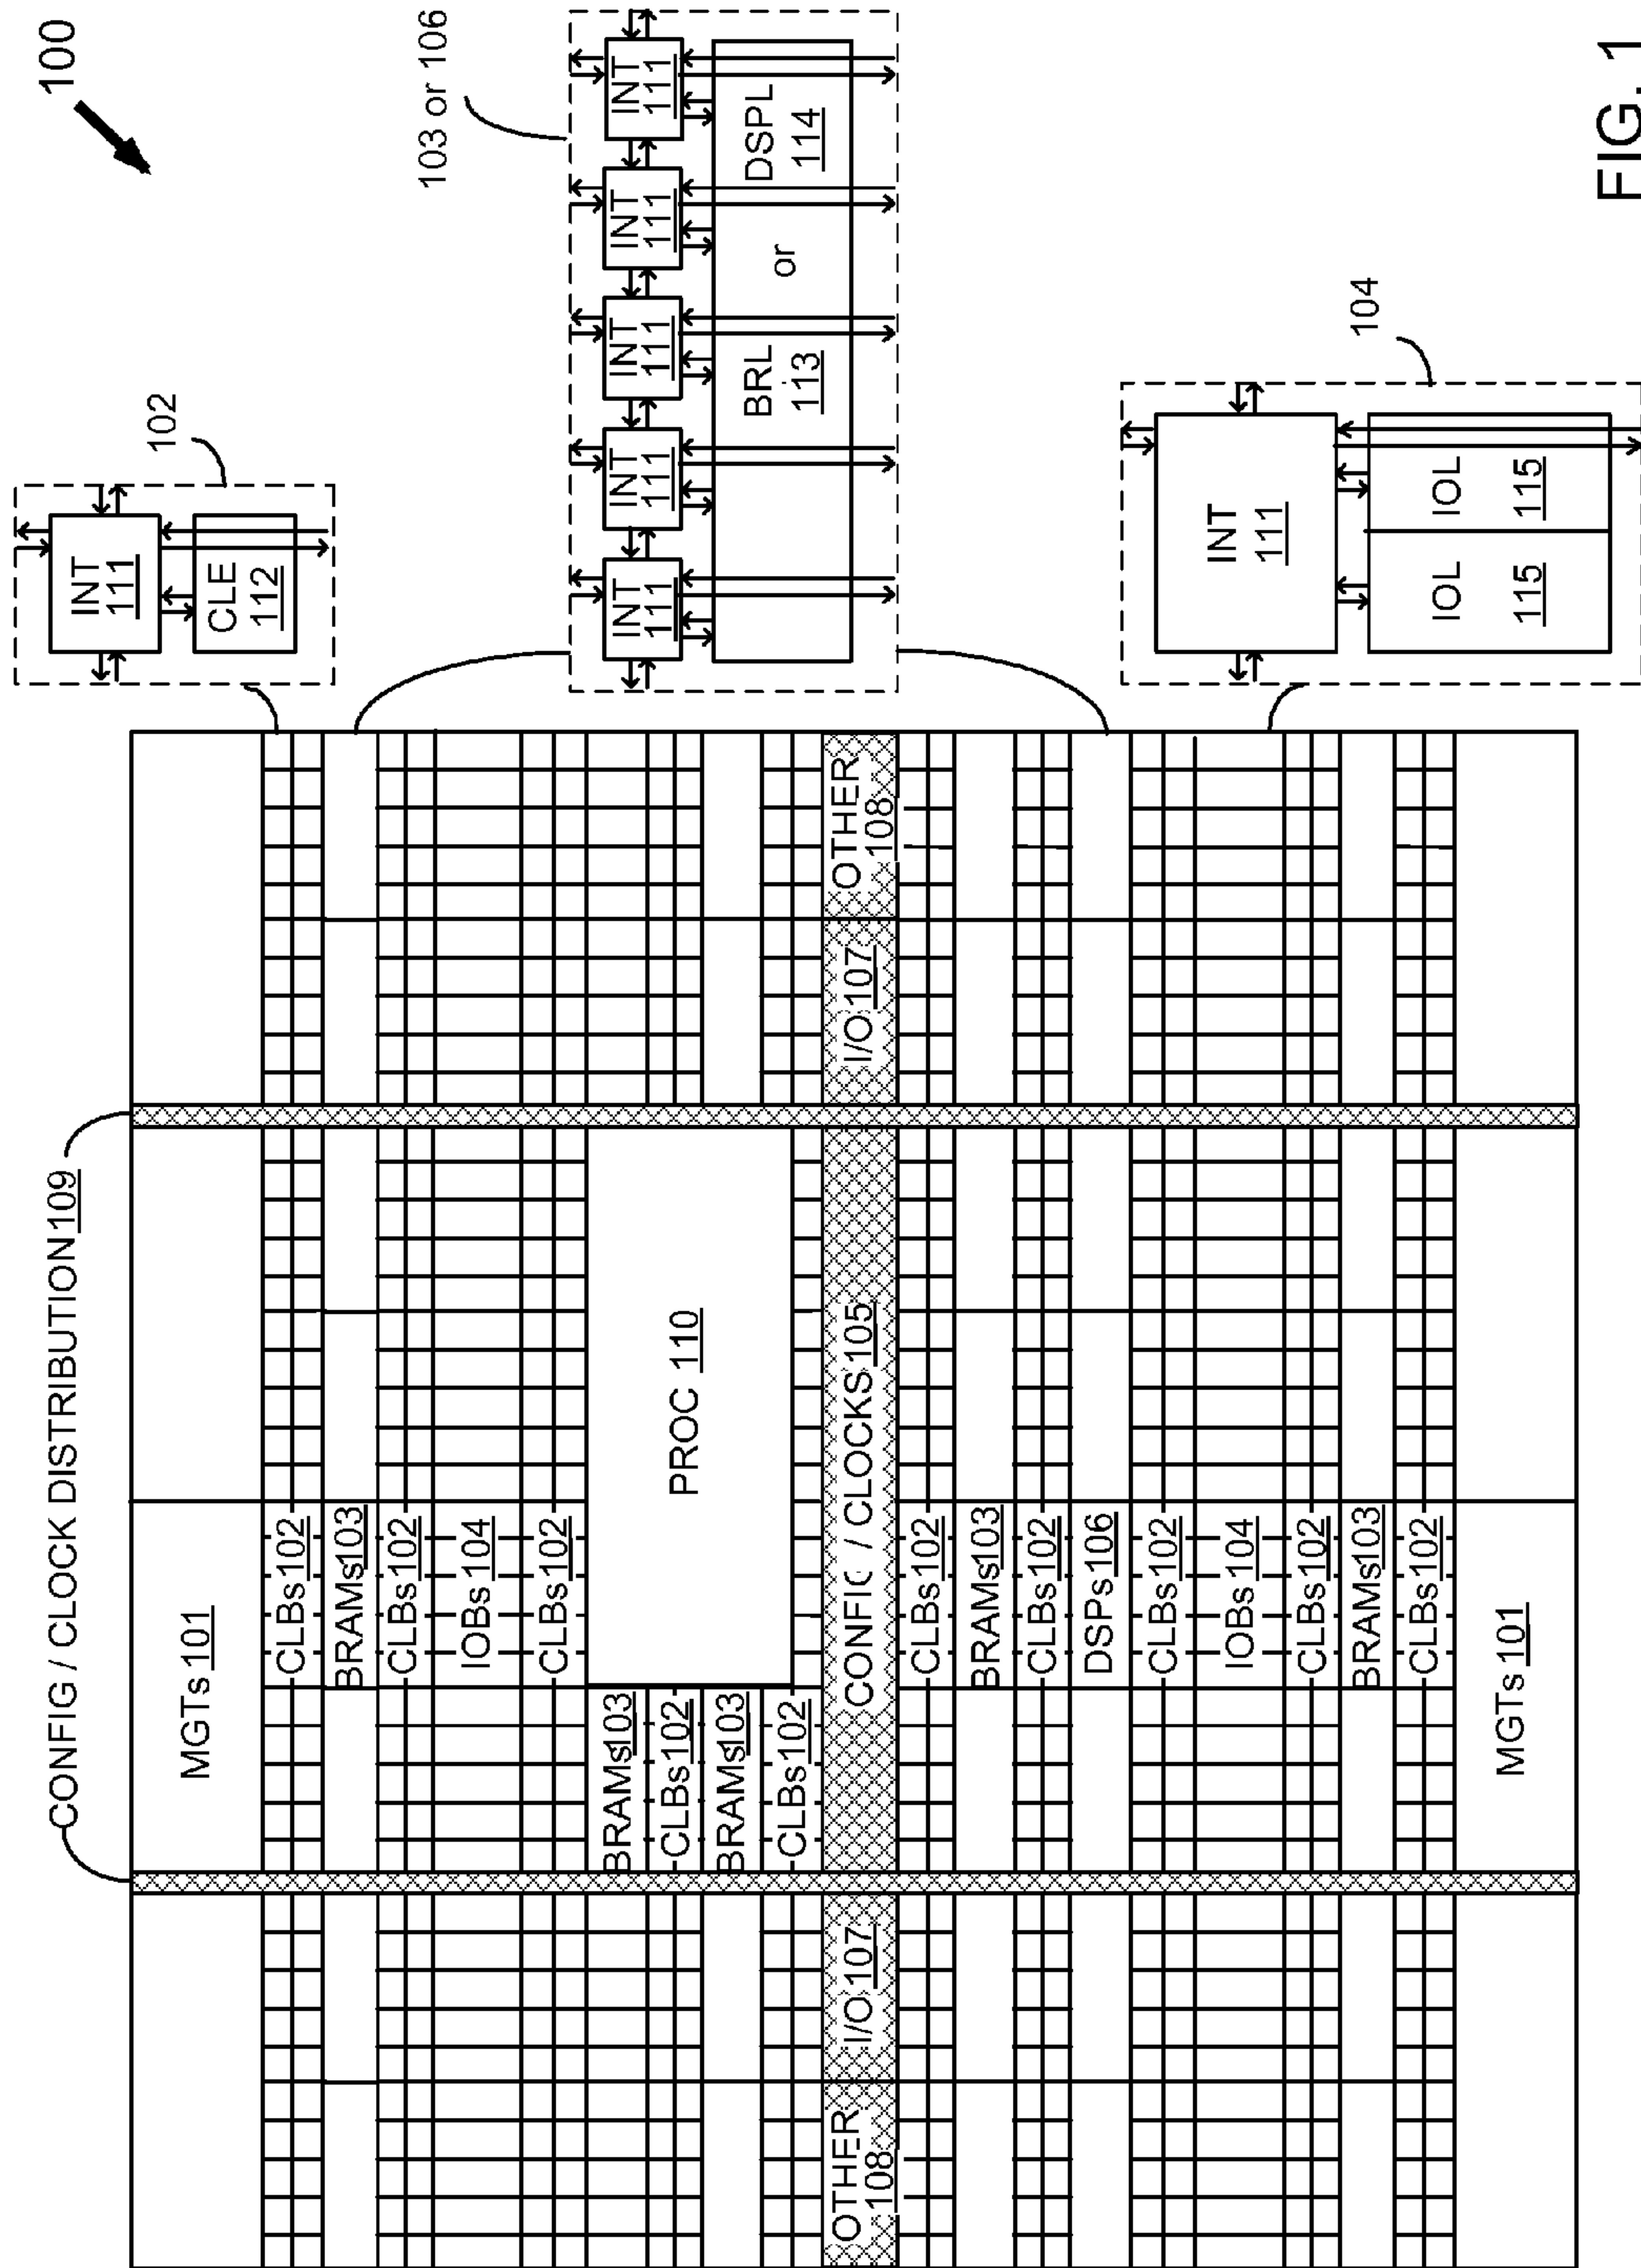 100
CONFIG / CLOCK DISTRIBUTION 109
MGTs 101
CLBs 102
BRAMs 103
CLBs 102
IOBs 104
CLBs 102
BRAMs 103
CLBs 102
BRAMs 103
CLBs 102
PROC 110
OTHER
108
I/O 107
CONFIG / CLOCKS 105
I/O 107
OTHER
108
CLBs 102
BRAMs 103
CLBs 102
DSPs 106
CLBs 102
IOBs 104
CLBs 102
BRAMs 103
CLBs 102
MGTs 101
102
INT
111
CLE
112
103 or 106
INT
111
INT
111
INT
111
INT
111
INT
111
BRL
113
or
DSPL
114
104
INT
111
IOL
115
IOL
115
FIG. 1